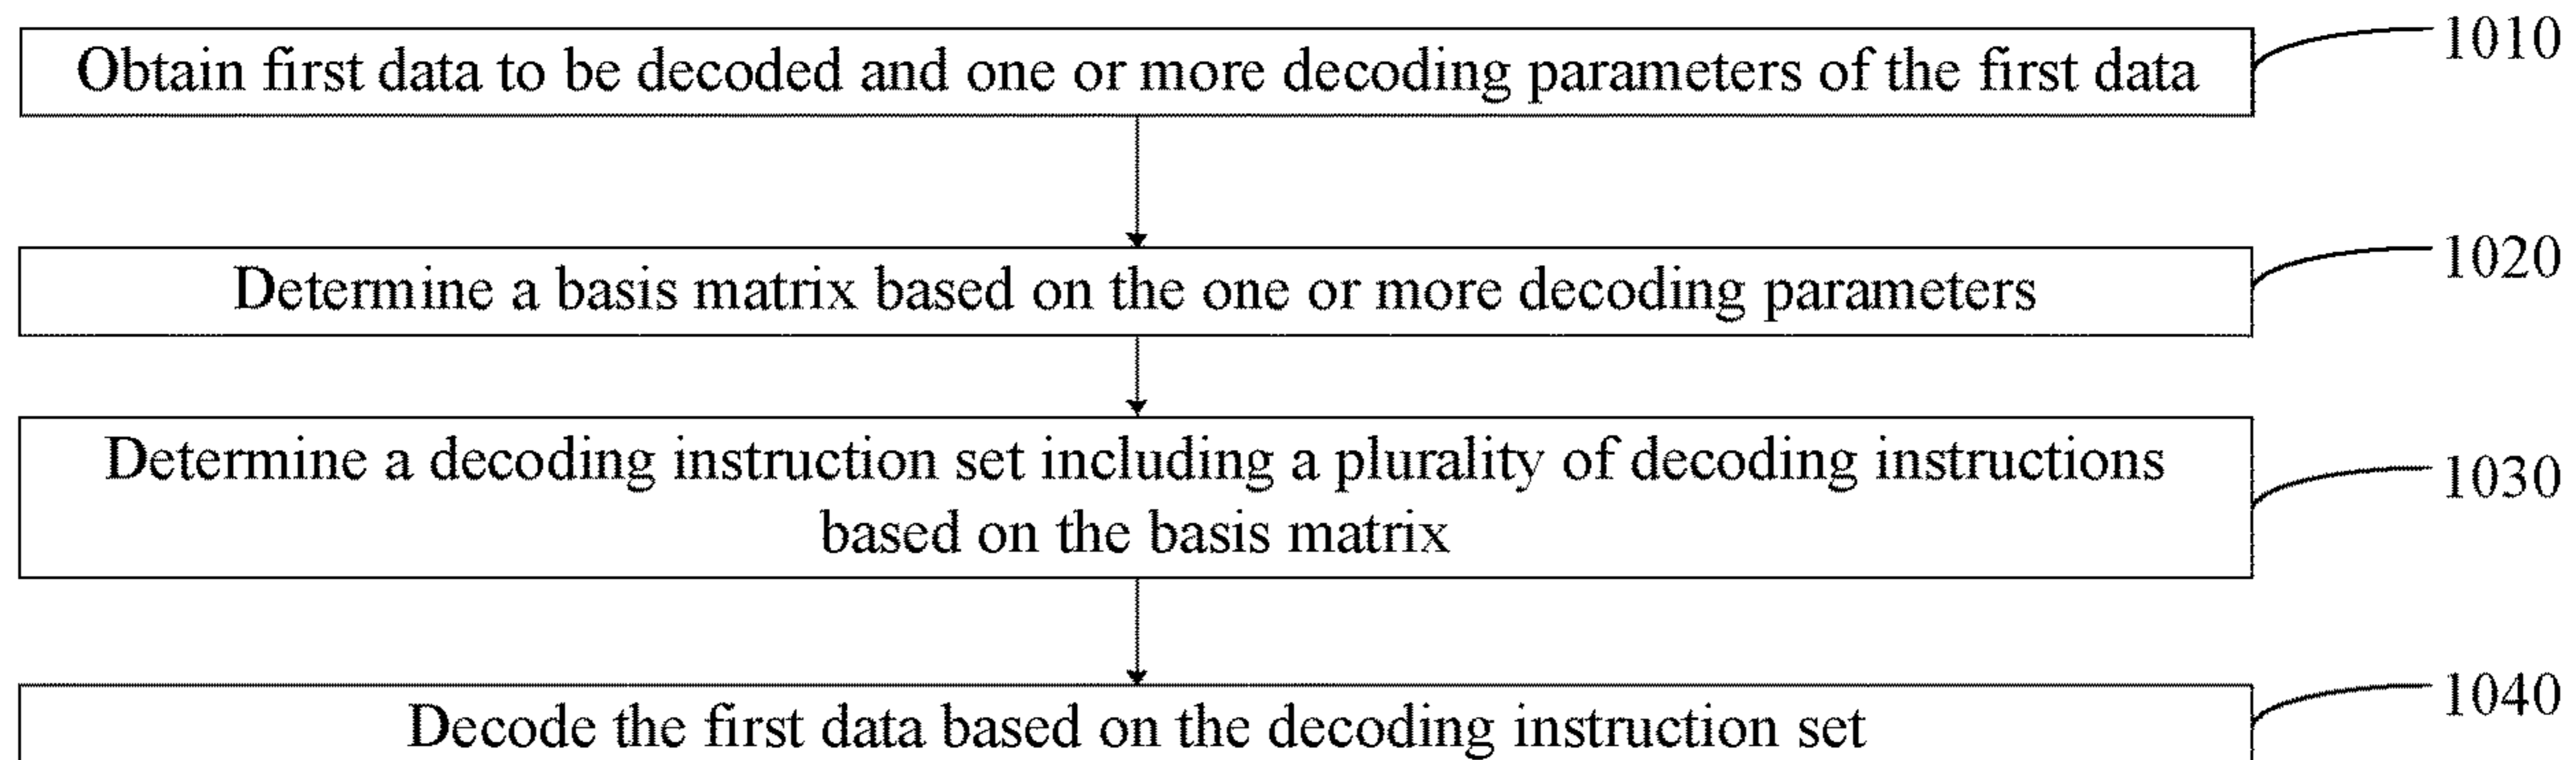 Obtain first data to be decoded and one or more decoding parameters of the first data
1010
Determine a basis matrix based on the one or more decoding parameters
1020
Determine a decoding instruction set including a plurality of decoding instructions
based on the basis matrix
1030
Decode the first data based on the decoding instruction set
1040